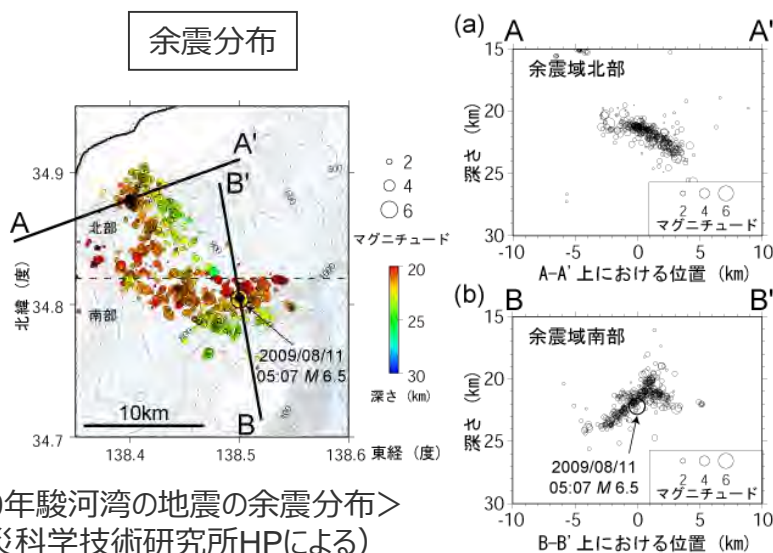 余震分布
A
A'
B'
B
北部
南部
34.9
34.8
34.7
138.4
138.5
138.6
北緯（度）
東経（度）
10km
2009/08/11
05:07 M 6.5
2
4
6
マグニチュード
20
25
30
深さ (km)
(a)
A
A'
余震域北部
15
20
25
30
深さ (km)
2 4 6
マグニチュード
-10 -5 0 5 10
A-A' 上における位置 (km)
(b)
B
B'
余震域南部
15
20
25
30
深さ (km)
2009/08/11
05:07 M 6.5
2 4 6
マグニチュード
-10 -5 0 5 10
B-B' 上における位置 (km)
年駿河湾の地震の余震分布＞
科学技術研究所HPによる）